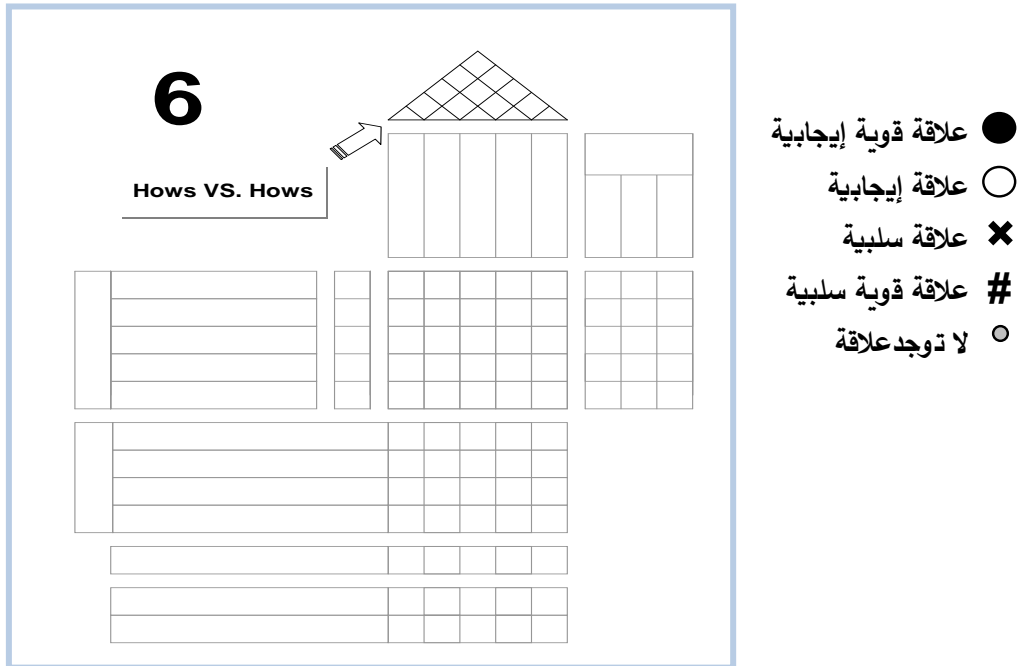 6
Hows VS. Hows
علاقة قوية إيجابية
علاقة إيجابية
علاقة سلبية
# علاقة قوية سلبية
لا توجدعلاقة